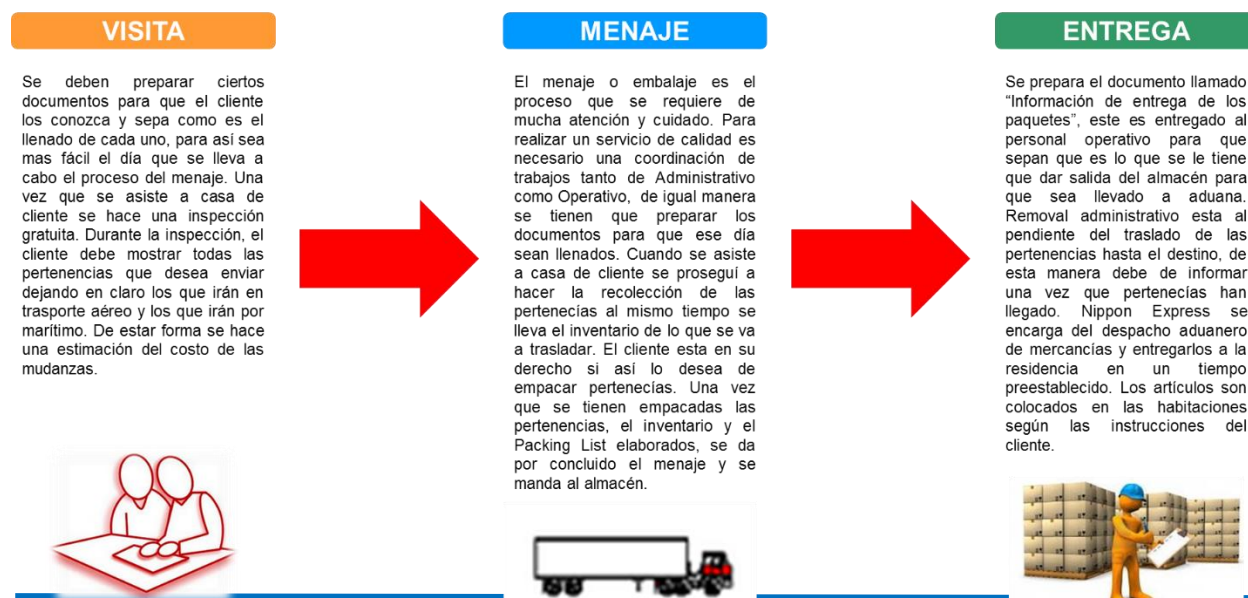 VISITA
Se deben preparar ciertos
documentos para que el cliente
los conozca y sepa como es el
llenado de cada uno, para así sea
mas fácil el día que se lleva a
cabo el proceso del menaje. Una
vez que se asiste a casa de
cliente se hace una inspección
gratuita. Durante la inspección, el
cliente debe mostrar todas las
pertenencias que desea enviar
dejando en claro los que irán en
trasporte aéreo y los que irán por
marítimo. De estar forma se hace
una estimación del costo de las
mudanzas.
MENAJE
El menaje o embalaje es el
proceso que se requiere de
mucha atención y cuidado. Para
realizar un servicio de calidad es
necesario una coordinación de
trabajos tanto de Administrativo
como Operativo, de igual manera
se tienen que preparar los
documentos para que ese día
sean llenados. Cuando se asiste
a casa de cliente se proseguí a
hacer la recolección de las
pertenecías al mismo tiempo se
lleva el inventario de lo que se va
a trasladar. El cliente esta en su
derecho si así lo desea de
empacar pertenecías. Una vez
que se tienen empacadas las
pertenencias, el inventario y el
Packing List elaborados, se da
por concluido el menaje y se
manda al almacén.
ENTREGA
Se prepara el documento llamado
“Información de entrega de los
paquetes”, este es entregado al
personal operativo para que
sepan que es lo que se le tiene
que dar salida del almacén para
que sea llevado a aduana.
Removal administrativo esta al
pendiente del traslado de las
pertenencias hasta el destino, de
esta manera debe de informar
una vez que pertenecías han
llegado. Nippon Express se
encarga del despacho aduanero
de mercancías y entregarlos a la
residencia en un tiempo
preestablecido. Los artículos son
colocados en las habitaciones
según las instrucciones del
cliente.